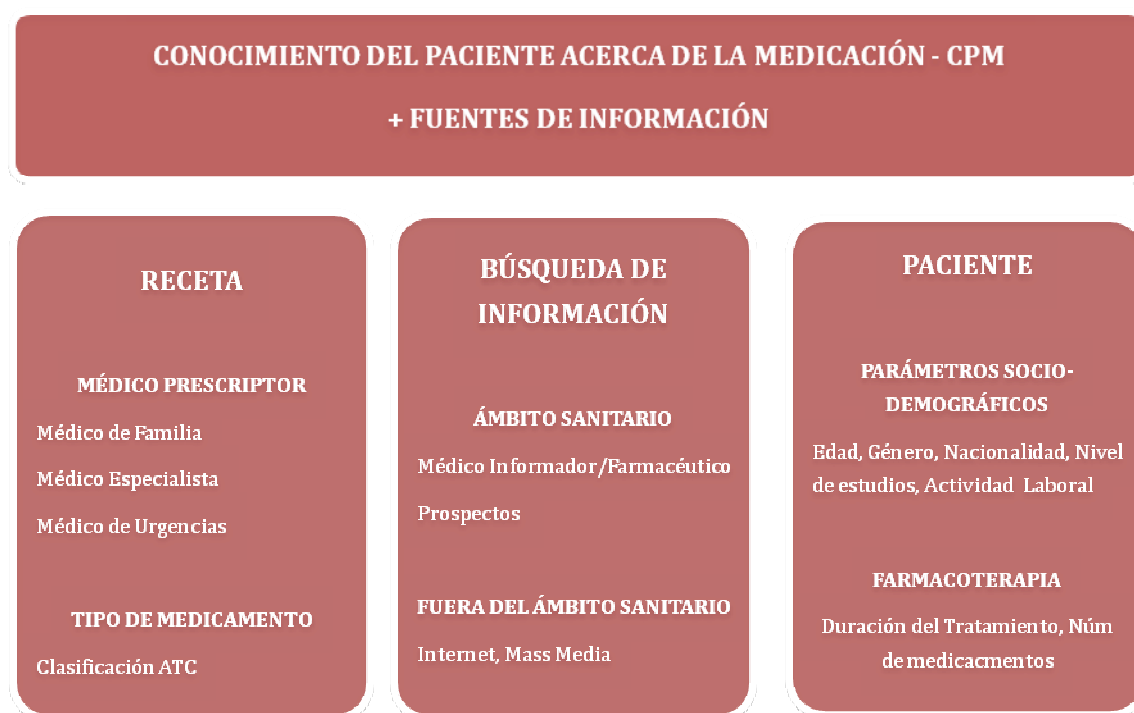 CONOCIMIENTO DEL PACIENTE ACERCA DE LA MEDICACIÓN - CPM
+ FUENTES DE INFORMACIÓN
RECETA
MÉDICO PRESCRIPTOR
Médico de Familia
Médico Especialista
Médico de Urgencias
TIPO DE MEDICAMENTO
Clasificación ATC
BÚSQUEDA DE
INFORMACIÓN
ÁMBITO SANITARIO
Médico Informador/Farmacéutico
Prospectos
FUERA DEL ÁMBITO SANITARIO
Internet, Mass Media
PACIENTE
PARÁMETROS SOCIO-
DEMOGRÁFICOS
Edad, Género, Nacionalidad, Nivel
de estudios, Actividad Laboral
FARMACOTERAPIA
Duración del Tratamiento, Núm
de medicacmentos